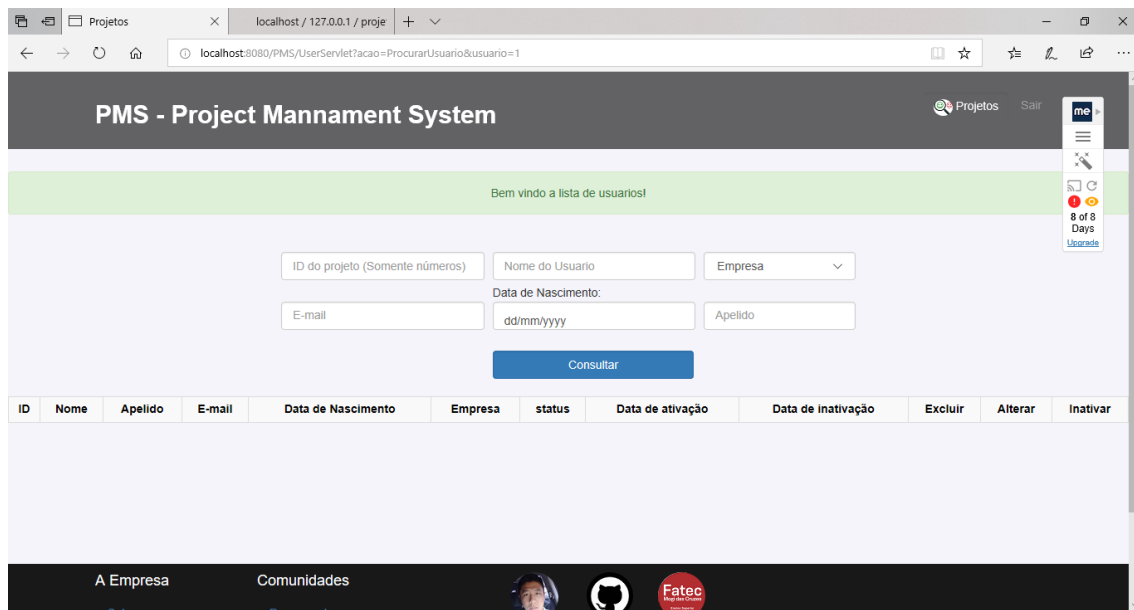 Projetos
localhost / 127.0.0.1 / proje
localhost:8080/PMS/UserServlet?acao=ProcurarUsuario&usuario=1
PMS - Project Mannament System
Projetos
Sair
me
8 of 8
Days
Upgrade
Bem vindo a lista de usuarios!
ID do projeto (Somente números)
Nome do Usuario
Empresa
Data de Nascimento:
E-mail
dd/mm/yyyy
Apelido
Consultar
ID Nome Apelido E-mail Data de Nascimento Empresa status Data de ativação Data de inativação Excluir Alterar Inativar
A Empresa
Comunidades
Fatec
Mogi das Cruzes